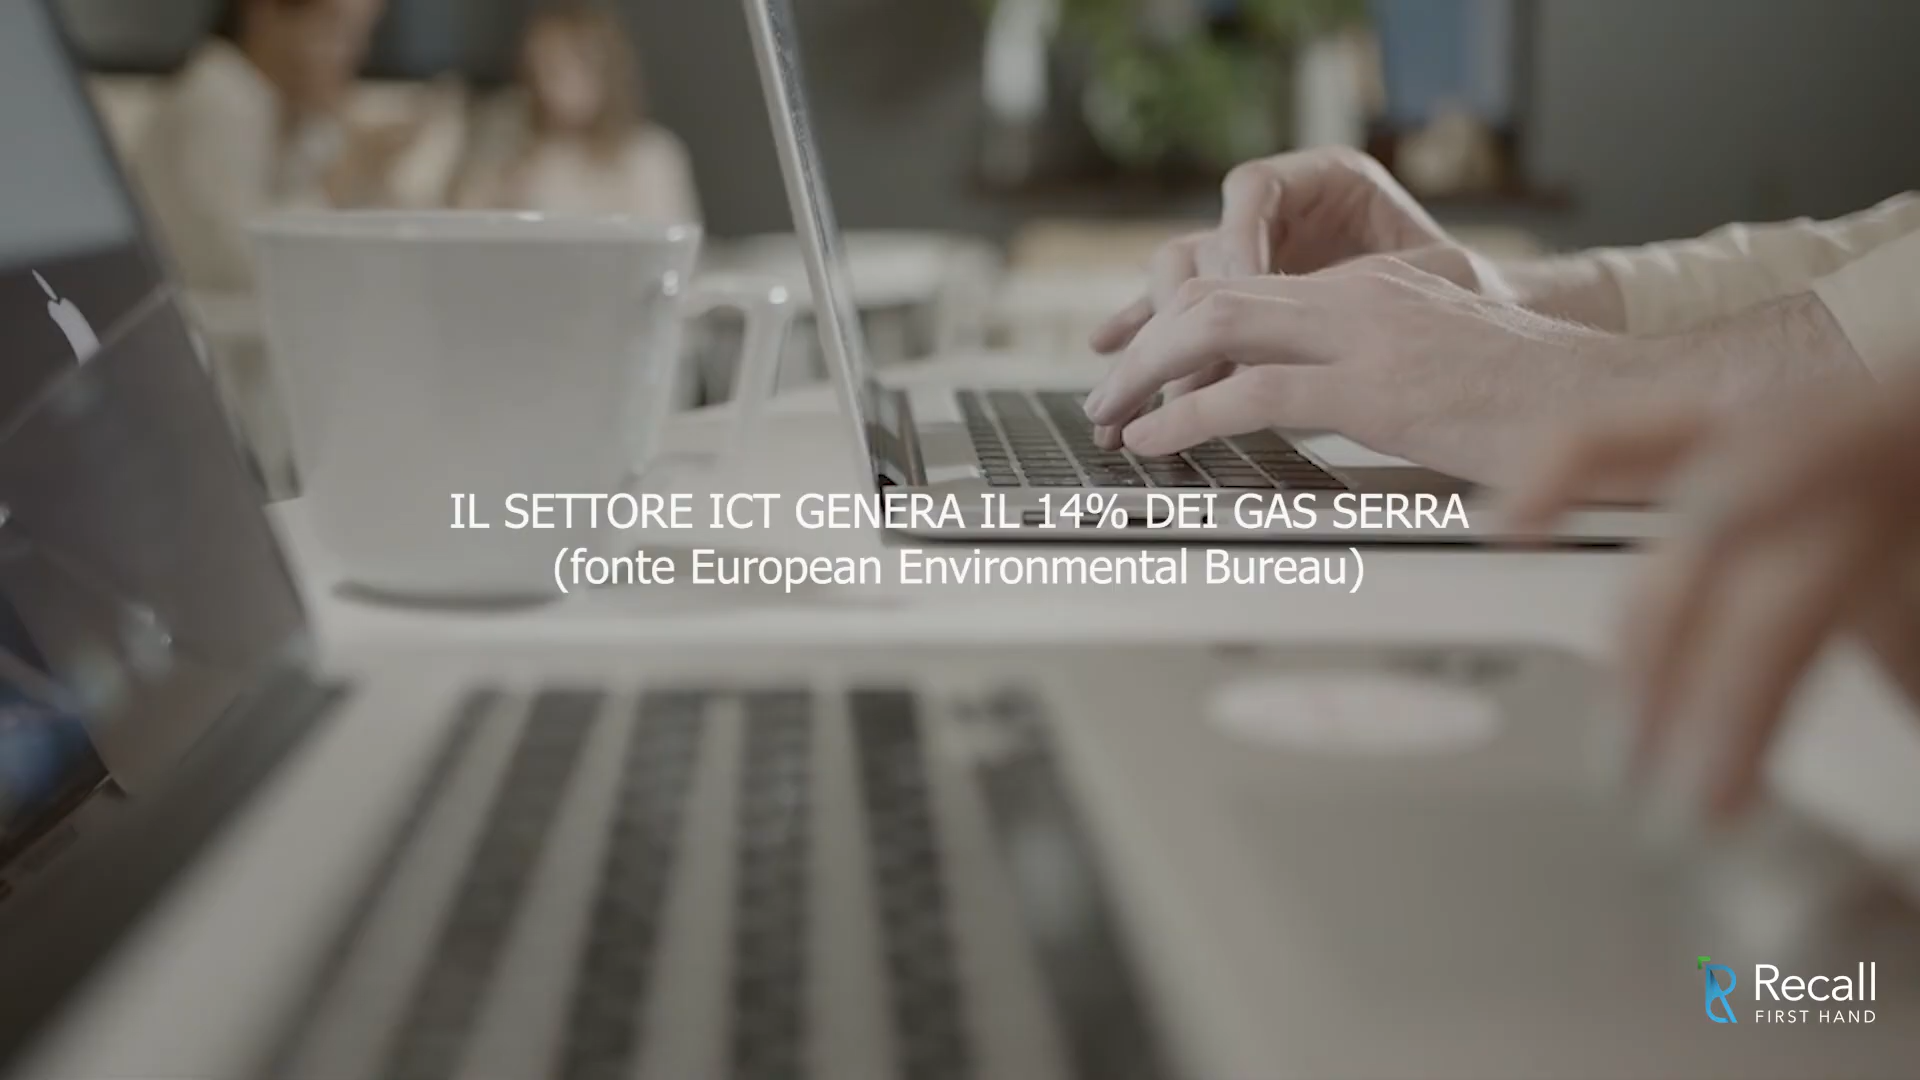 IL SETTORE ICT GENERA IL 14% DEI GAS SERRA
(fonte European Environmental Bureau)
Recall
FIRST HAND